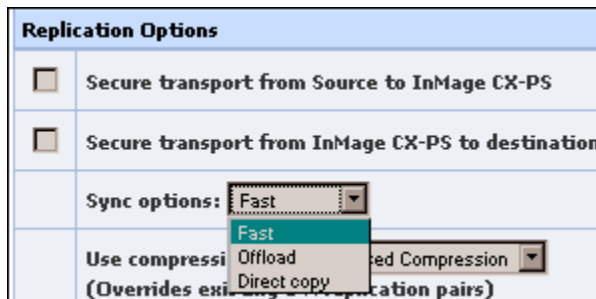 Replication Options
Secure transport from Source to InMage CX-PS
Secure transport from InMage CX-PS to destination
Sync options: Fast
Fast
Offload
Direct copy
Use compressi ed Compression
(Overrides exi cation pairs)